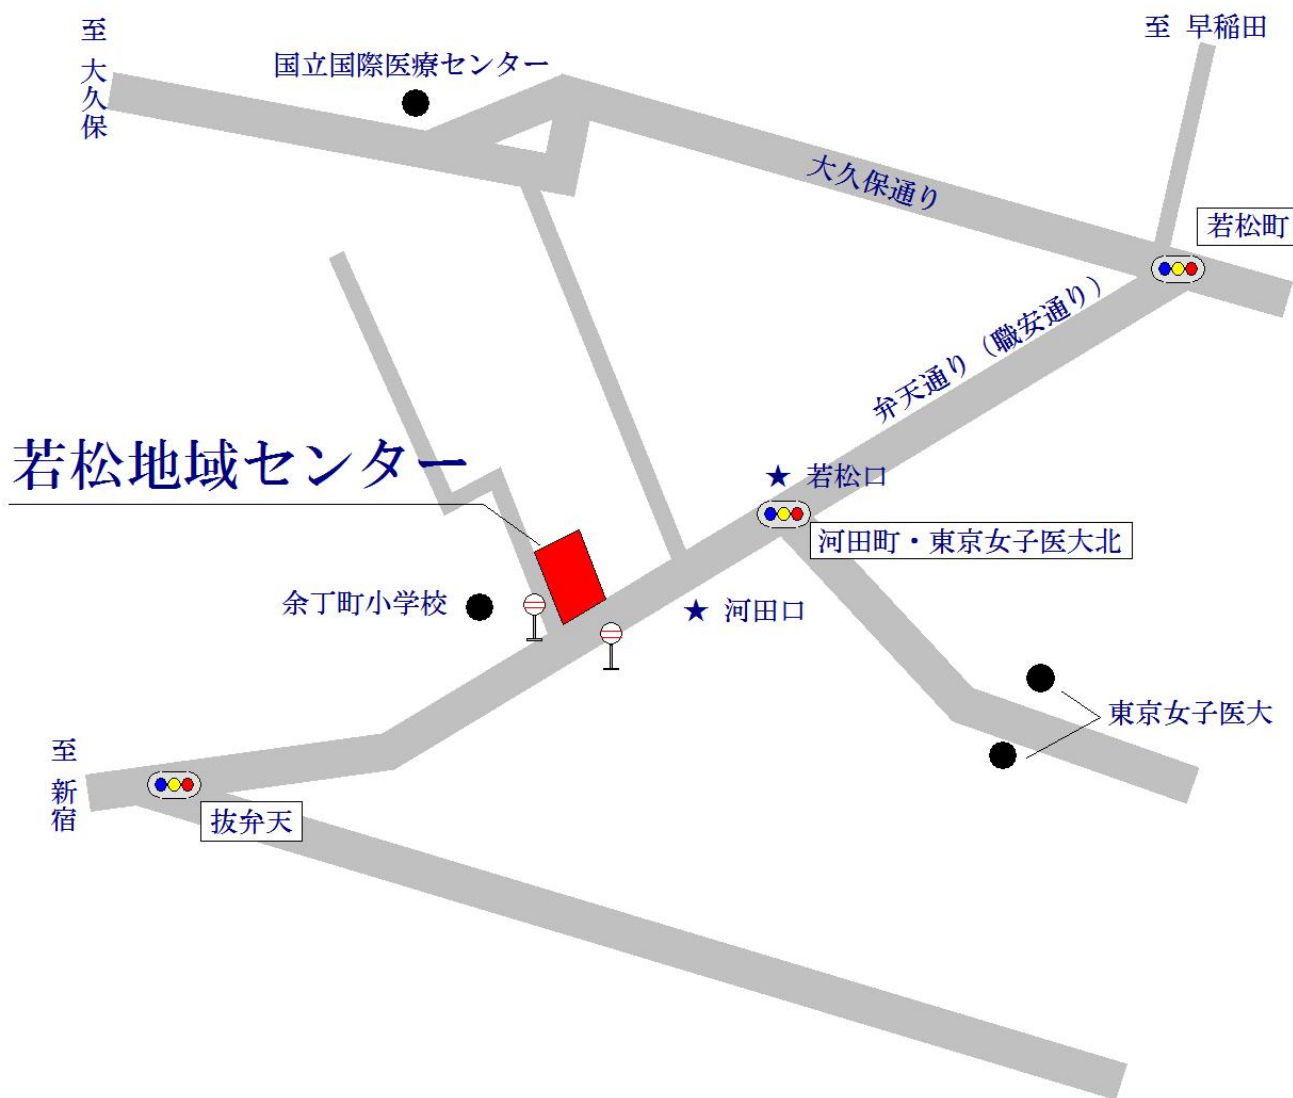 至 大久保
国立国際医療センター
至 早稲田
大久保通り
若松町
弁天通り（職安通り）
若松地域センター
★ 若松口
河田町・東京女子医大北
余丁町小学校
★ 河田口
東京女子医大
至 新宿
抜弁天